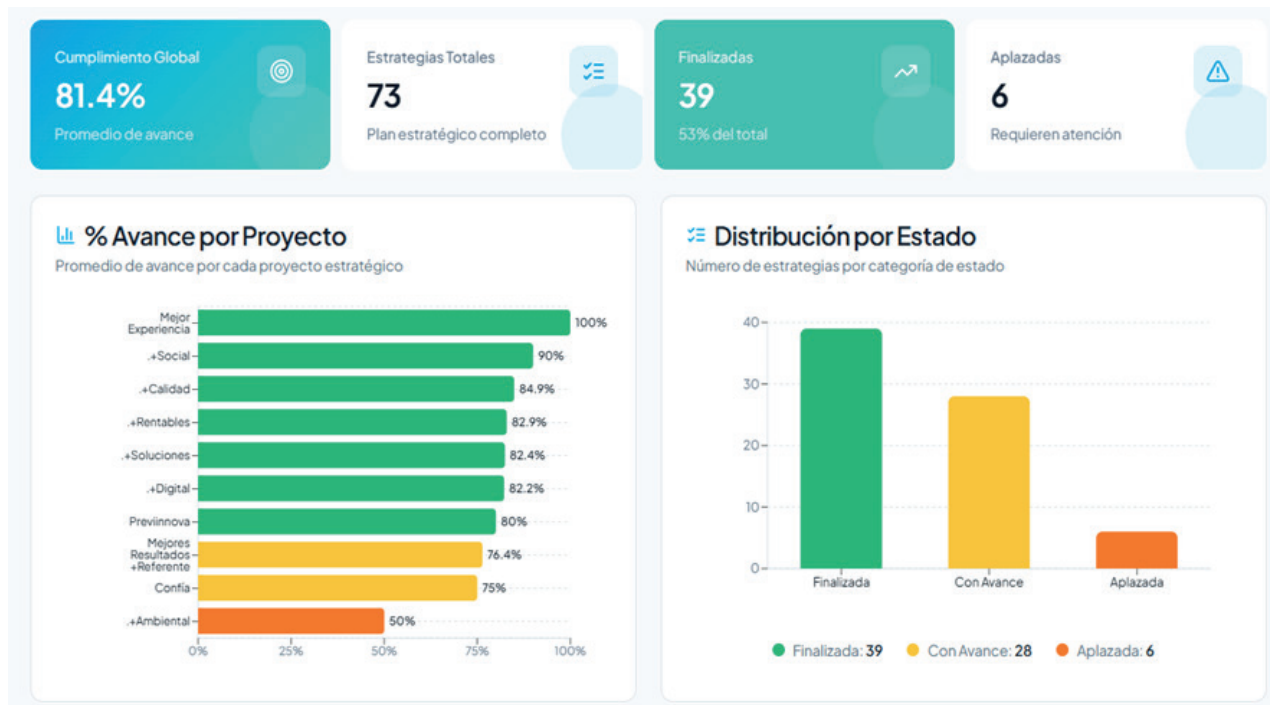 Cumplimiento Global
81.4%
Promedio de avance
Estrategias Totales
73
Plan estratégico completo
Finalizadas
39
53% del total
Aplazadas
6
Requieren atención
% Avance por Proyecto
Promedio de avance por cada proyecto estratégico
Mejor
Experiencia
100%
.+Social
90%
.+Calidad
84.9%
.+Rentables
82.9%
.+Soluciones
82.4%
.+Digital
82.2%
Previinnova
80%
Mejores
Resultados
+Referente
76.4%
Confía
75%
.+Ambiental
50%
0% 25% 50% 75% 100%
Distribución por Estado
Número de estrategias por categoría de estado
40
30
20
10
0
Finalizada Con Avance Aplazada
Finalizada: 39 Con Avance: 28 Aplazada: 6